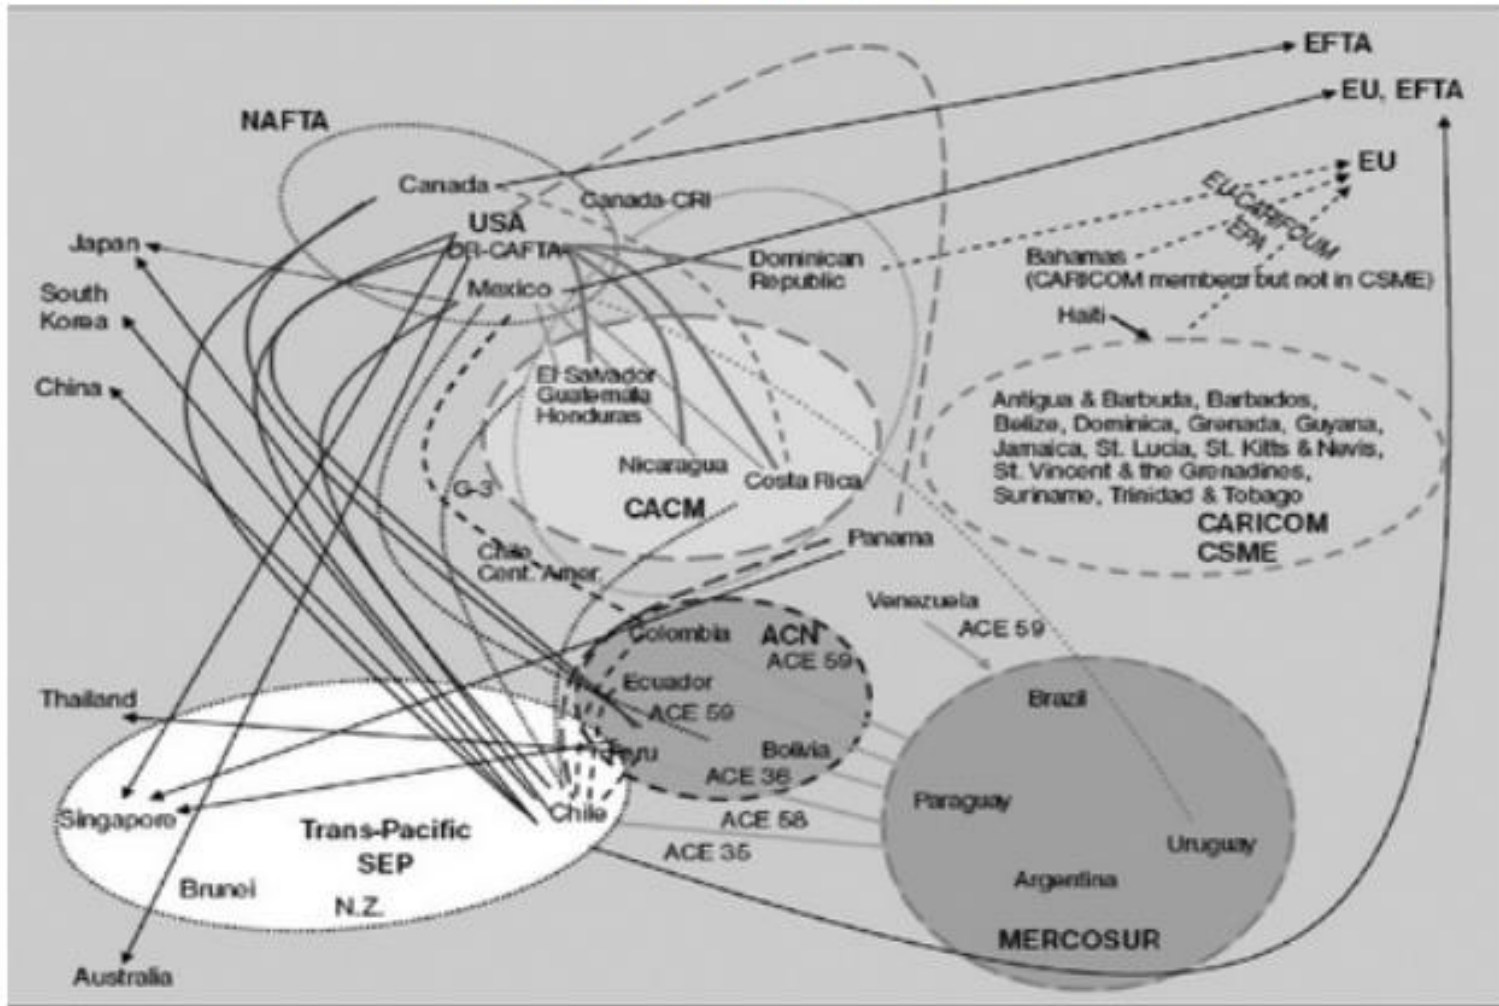 EFTA
EU, EFTA
NAFTA
EU
Canada
Canada-CRI
EU-CARIFOUM
EPA
USA
DR-CAFTA
Japan
Dominican
Republic
Bahamas
(CARICOM member but not in CSME)
Mexico
South
Korea
Haiti
China
El Salvador
Guatemala
Honduras
Antigua & Barbuda, Barbados,
Belize, Dominica, Grenada, Guyana,
Jamaica, St. Lucia, St. Kitts & Nevis,
St. Vincent & the Grenadines,
Suriname, Trinidad & Tobago
CARICOM
CSME
Nicaragua
Costa Rica
G-3
CACM
Panama
Chile
Cent. Amer.
Venezuela
ACE 59
Colombia
ACN
ACE 59
Ecuador
ACE 59
Brazil
Thailand
Peru
Bolivia
ACE 36
Paraguay
Singapore
Chile
ACE 58
Trans-Pacific
SEP
ACE 35
Uruguay
Brunei
N.Z.
Argentina
MERCOSUR
Australia